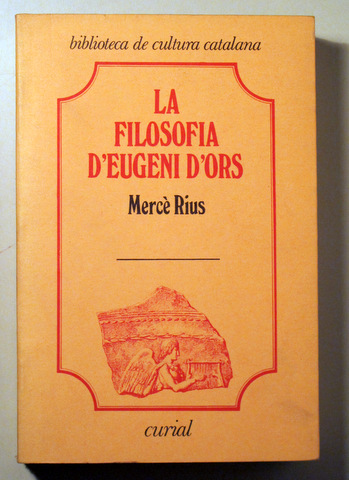 biblioteca de cultura catalana
LA
FILOSOFIA
D'EUGENI D'ORS
Mercè Rius
curial